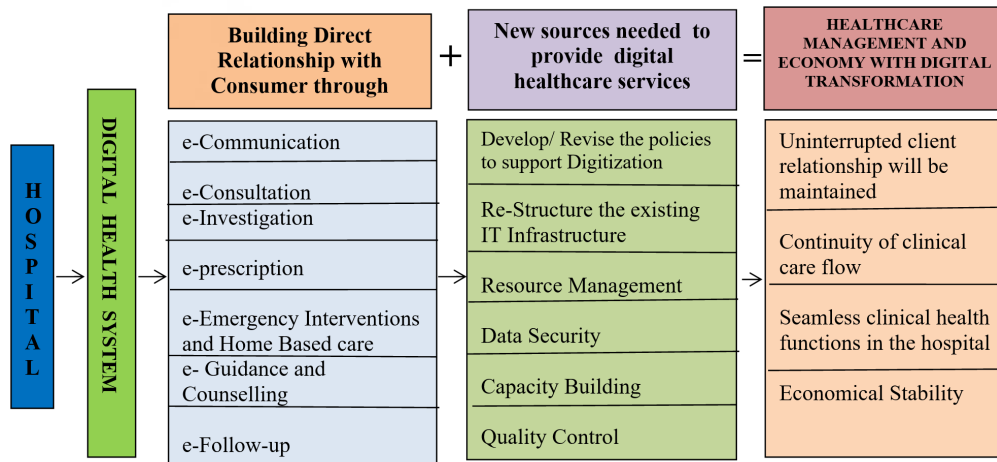 HOSPITAL
DIGITAL HEALTH SYSTEM
Building Direct
Relationship with
Consumer through
+
New sources needed to
provide digital
healthcare services
=
HEALTHCARE
MANAGEMENT AND
ECONOMY WITH DIGITAL
TRANSFORMATION
e-Communication
e-Consultation
e-Investigation
e-prescription
e-Emergency Interventions
and Home Based care
e- Guidance and
Counselling
e-Follow-up
Develop/ Revise the policies
to support Digitization
Re-Structure the existing
IT Infrastructure
Resource Management
Data Security
Capacity Building
Quality Control
Uninterrupted client
relationship will be
maintained
Continuity of clinical
care flow
Seamless clinical health
functions in the hospital
Economical Stability